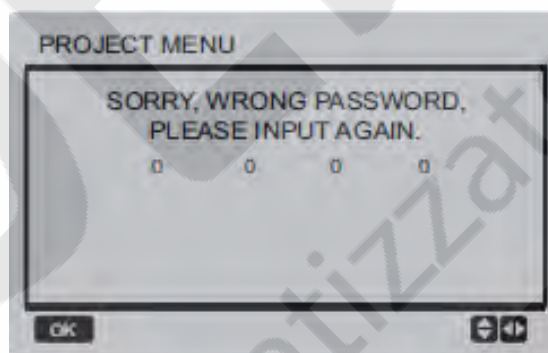 PROJECT MENU
SORRY, WRONG PASSWORD,
PLEASE INPUT AGAIN.
0 0 0 0
OK